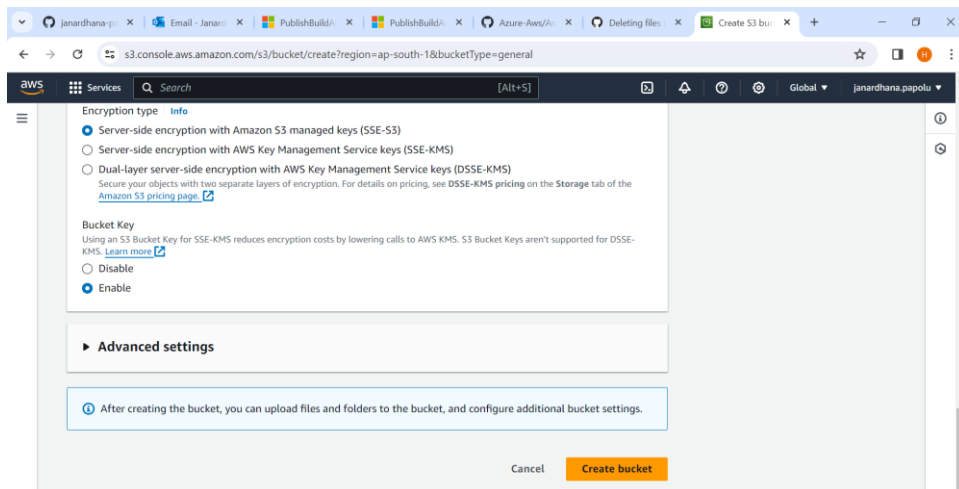 janardhana-pa
Email - Janard
PublishBuildA
PublishBuildA
Azure-Aws/A
Deleting files
Create S3 buc
s3.console.aws.amazon.com/s3/bucket/create?region=ap-south-1&bucketType=general
H
aws
Services
Search
[Alt+S]
Global
janardhana.papolu
Encryption type Info
Server-side encryption with Amazon S3 managed keys (SSE-S3)
Server-side encryption with AWS Key Management Service keys (SSE-KMS)
Dual-layer server-side encryption with AWS Key Management Service keys (DSSE-KMS)
Secure your objects with two separate layers of encryption. For details on pricing, see DSSE-KMS pricing on the Storage tab of the
Amazon S3 pricing page.
Bucket Key
Using an S3 Bucket Key for SSE-KMS reduces encryption costs by lowering calls to AWS KMS. S3 Bucket Keys aren't supported for DSSE-
KMS. Learn more
Disable
Enable
Advanced settings
After creating the bucket, you can upload files and folders to the bucket, and configure additional bucket settings.
Cancel
Create bucket